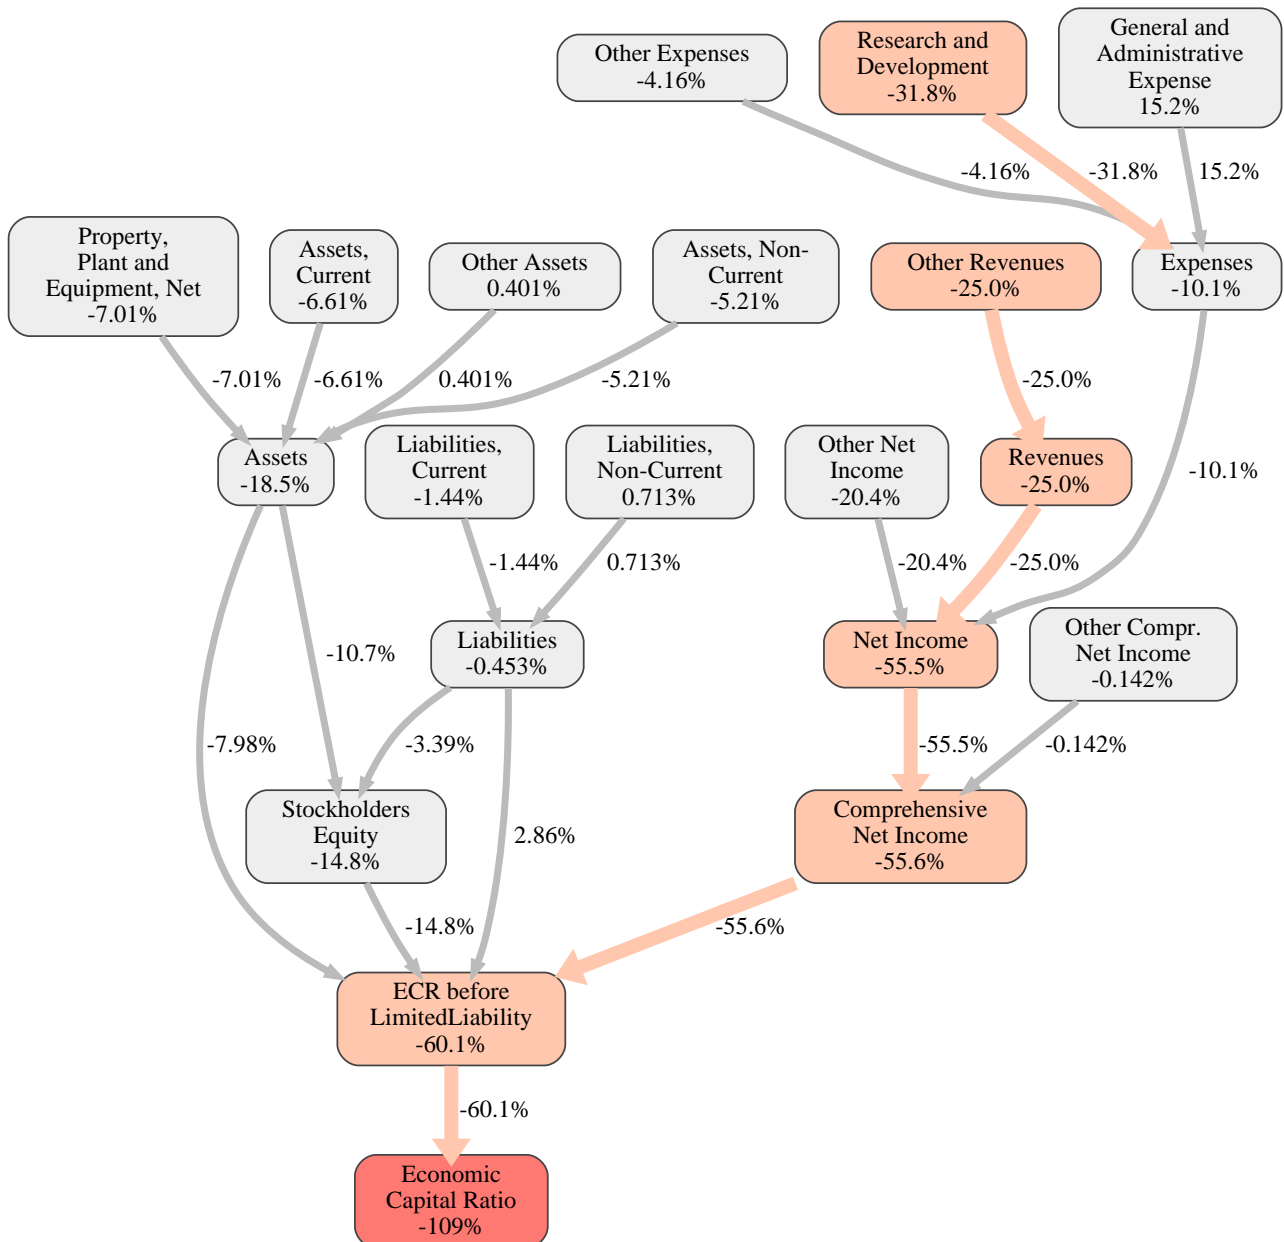 Other Expenses
-4.16%
Research and
Development
-31.8%
General and
Administrative
Expense
15.2%
-4.16%
-31.8%
15.2%
Property,
Plant and
Equipment, Net
-7.01%
Assets,
Current
-6.61%
Other Assets
0.401%
Assets, Non-
Current
-5.21%
Other Revenues
-25.0%
Expenses
-10.1%
-7.01%
-6.61%
0.401%
-5.21%
-25.0%
Assets
-18.5%
Liabilities,
Current
-1.44%
Liabilities,
Non-Current
0.713%
Other Net
Income
-20.4%
Revenues
-25.0%
-10.1%
-1.44%
0.713%
-20.4%
-25.0%
-10.7%
Liabilities
-0.453%
Net Income
-55.5%
Other Compr.
Net Income
-0.142%
-7.98%
-3.39%
-55.5%
-0.142%
Stockholders
Equity
-14.8%
2.86%
Comprehensive
Net Income
-55.6%
-14.8%
-55.6%
ECR before
LimitedLiability
-60.1%
-60.1%
Economic
Capital Ratio
-109%